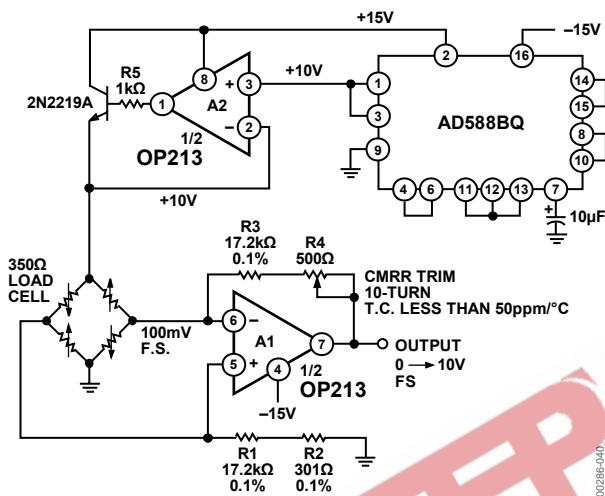 +15V
–15V
R5
1kΩ
2N2219A
8
+
3
1
A2
–
2
1/2
OP213
+10V
+10V
2
16
1
3
9
14
15
8
10
AD588BQ
4
6
11
12
13
7
+
10µF
350Ω
LOAD
CELL
100mV
F.S.
R3
17.2kΩ
0.1%
R4
500Ω
CMRR TRIM
10-TURN
T.C. LESS THAN 50ppm/°C
6
–
5
+
A1
7
4
1/2
OP213
–15V
OUTPUT
0 → 10V
FS
R1
17.2kΩ
0.1%
R2
301Ω
0.1%
00286-040